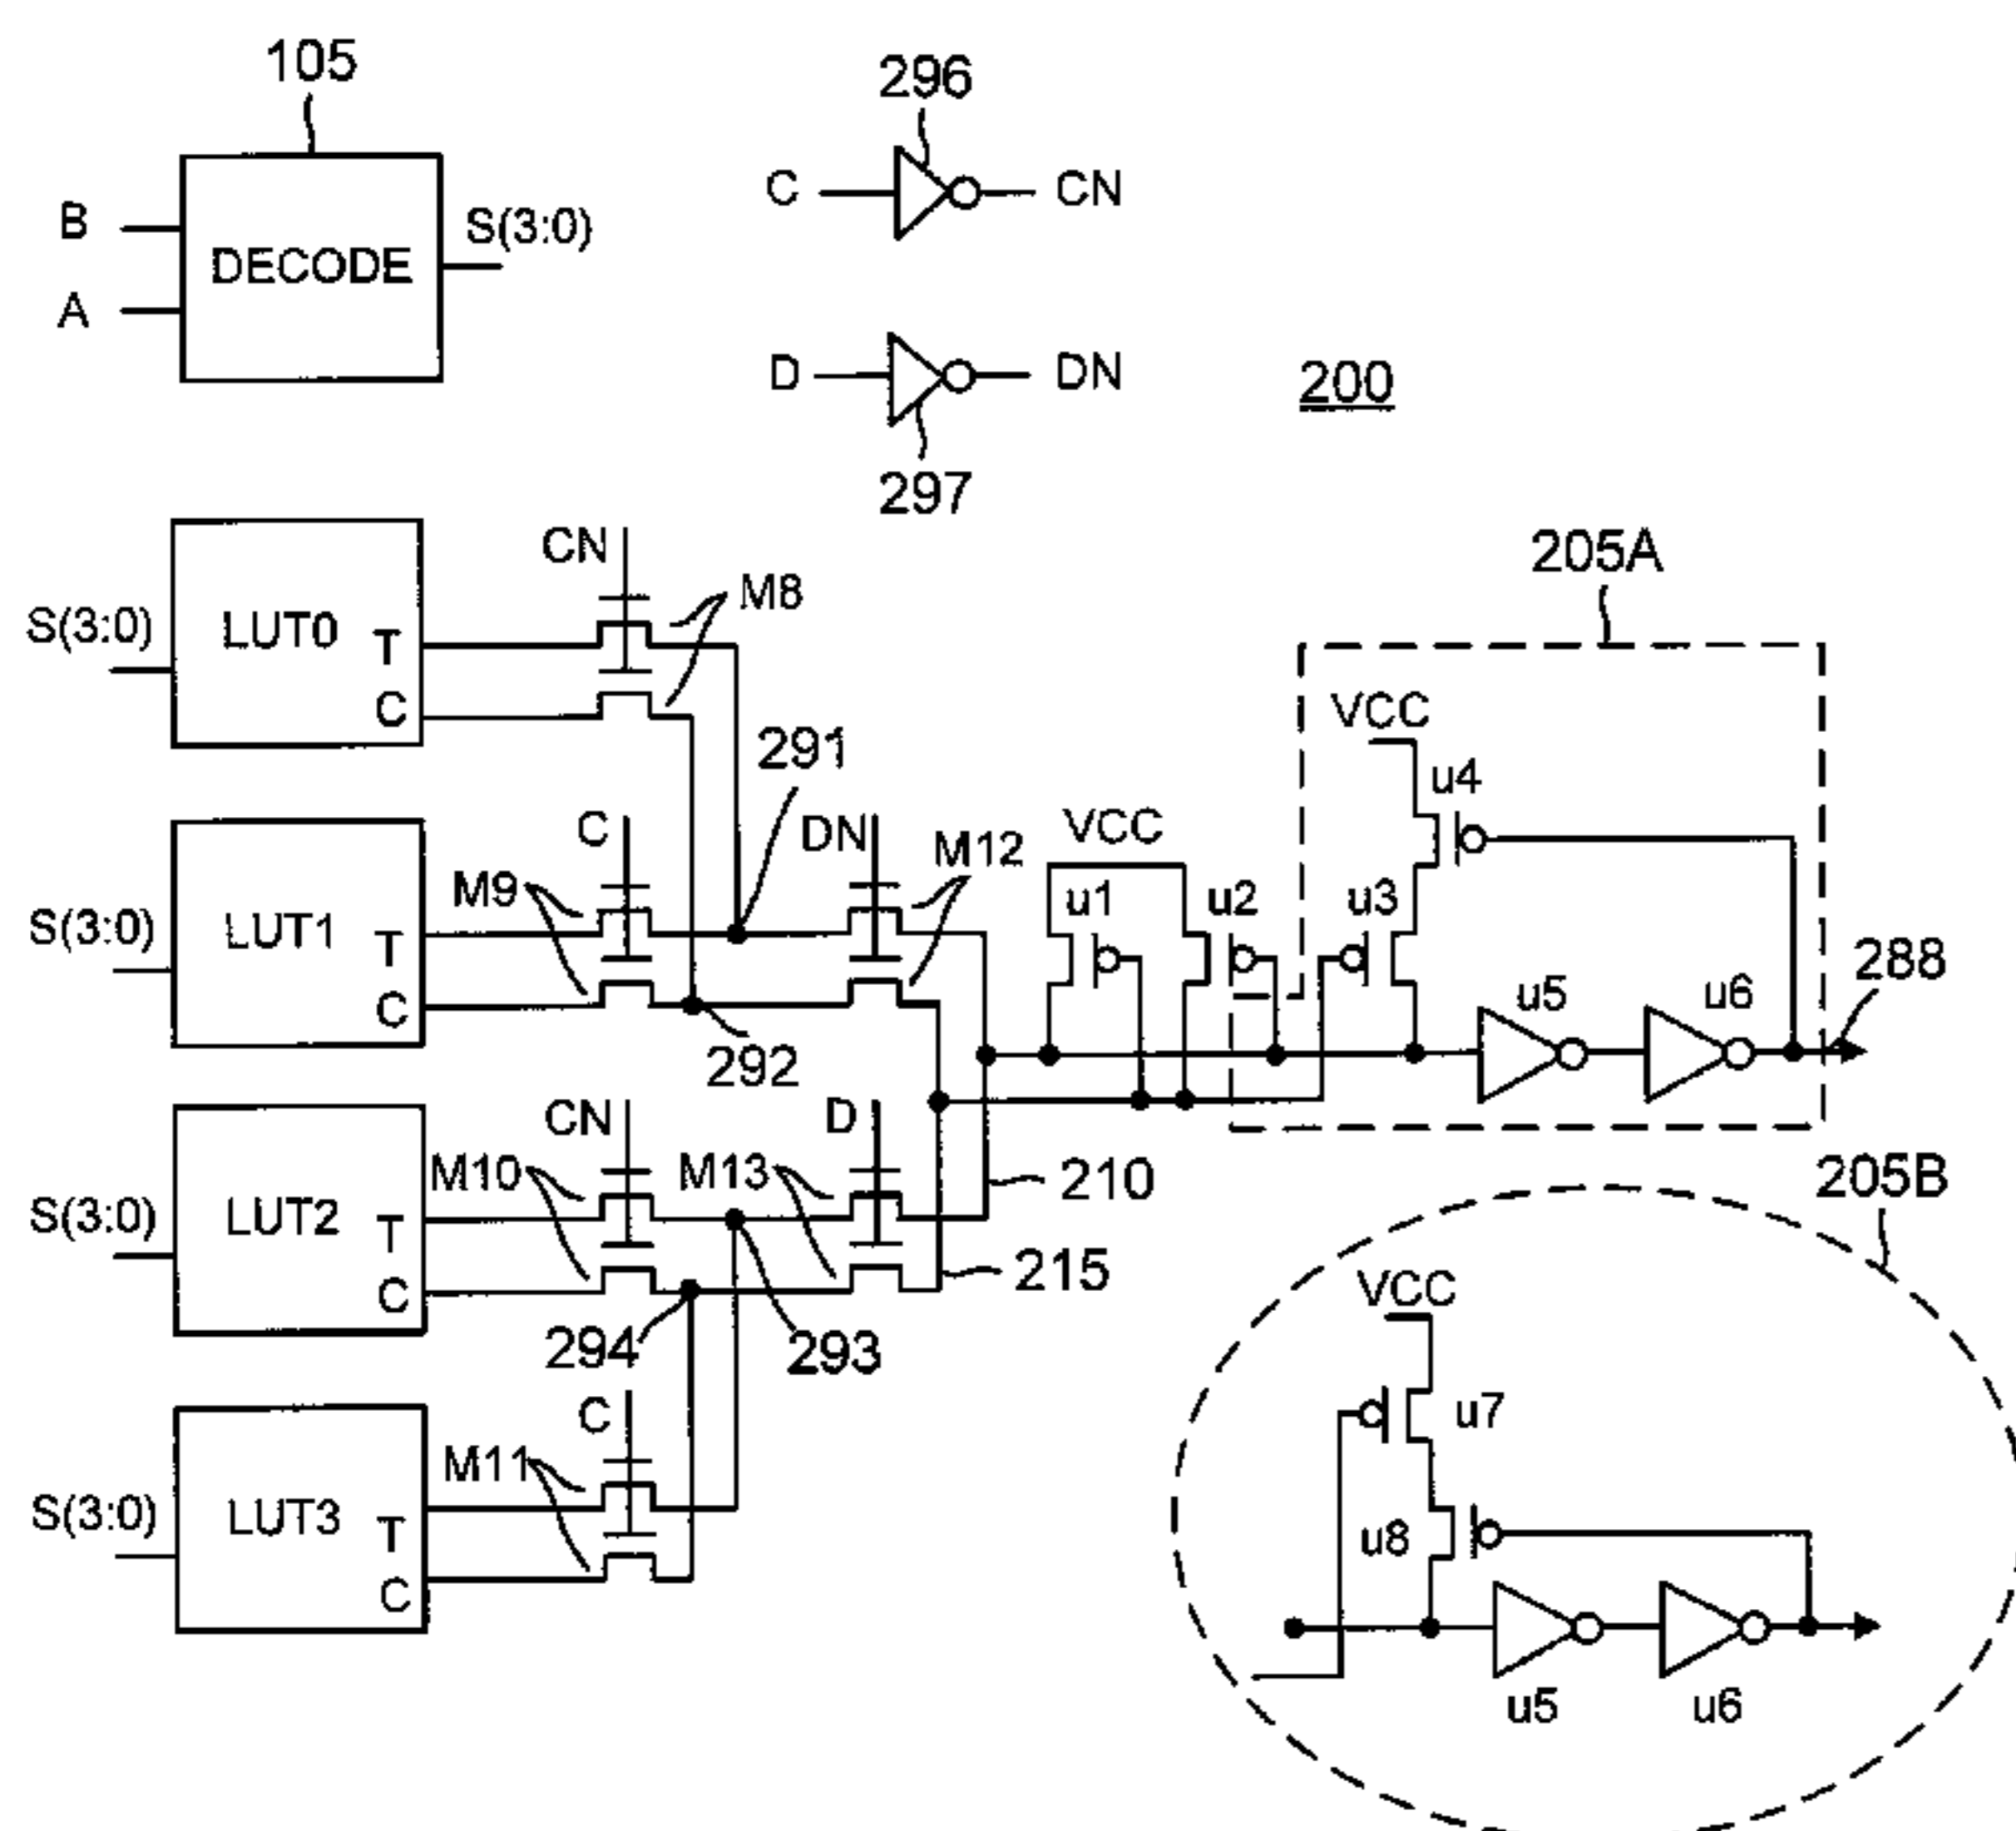 105
296
B
A
DECODE
S(3:0)
C
CN
D
DN
297
200
S(3:0)
LUT0
T
C
CN
M8
291
205A
VCC
u4
S(3:0)
LUT1
T
C
M9
C
DN
M12
292
VCC
u1
u2
u3
u5
u6
288
S(3:0)
LUT2
T
C
CN
M10
M13
D
210
215
294
293
205B
S(3:0)
LUT3
T
C
C
M11
VCC
u7
u8
u5
u6